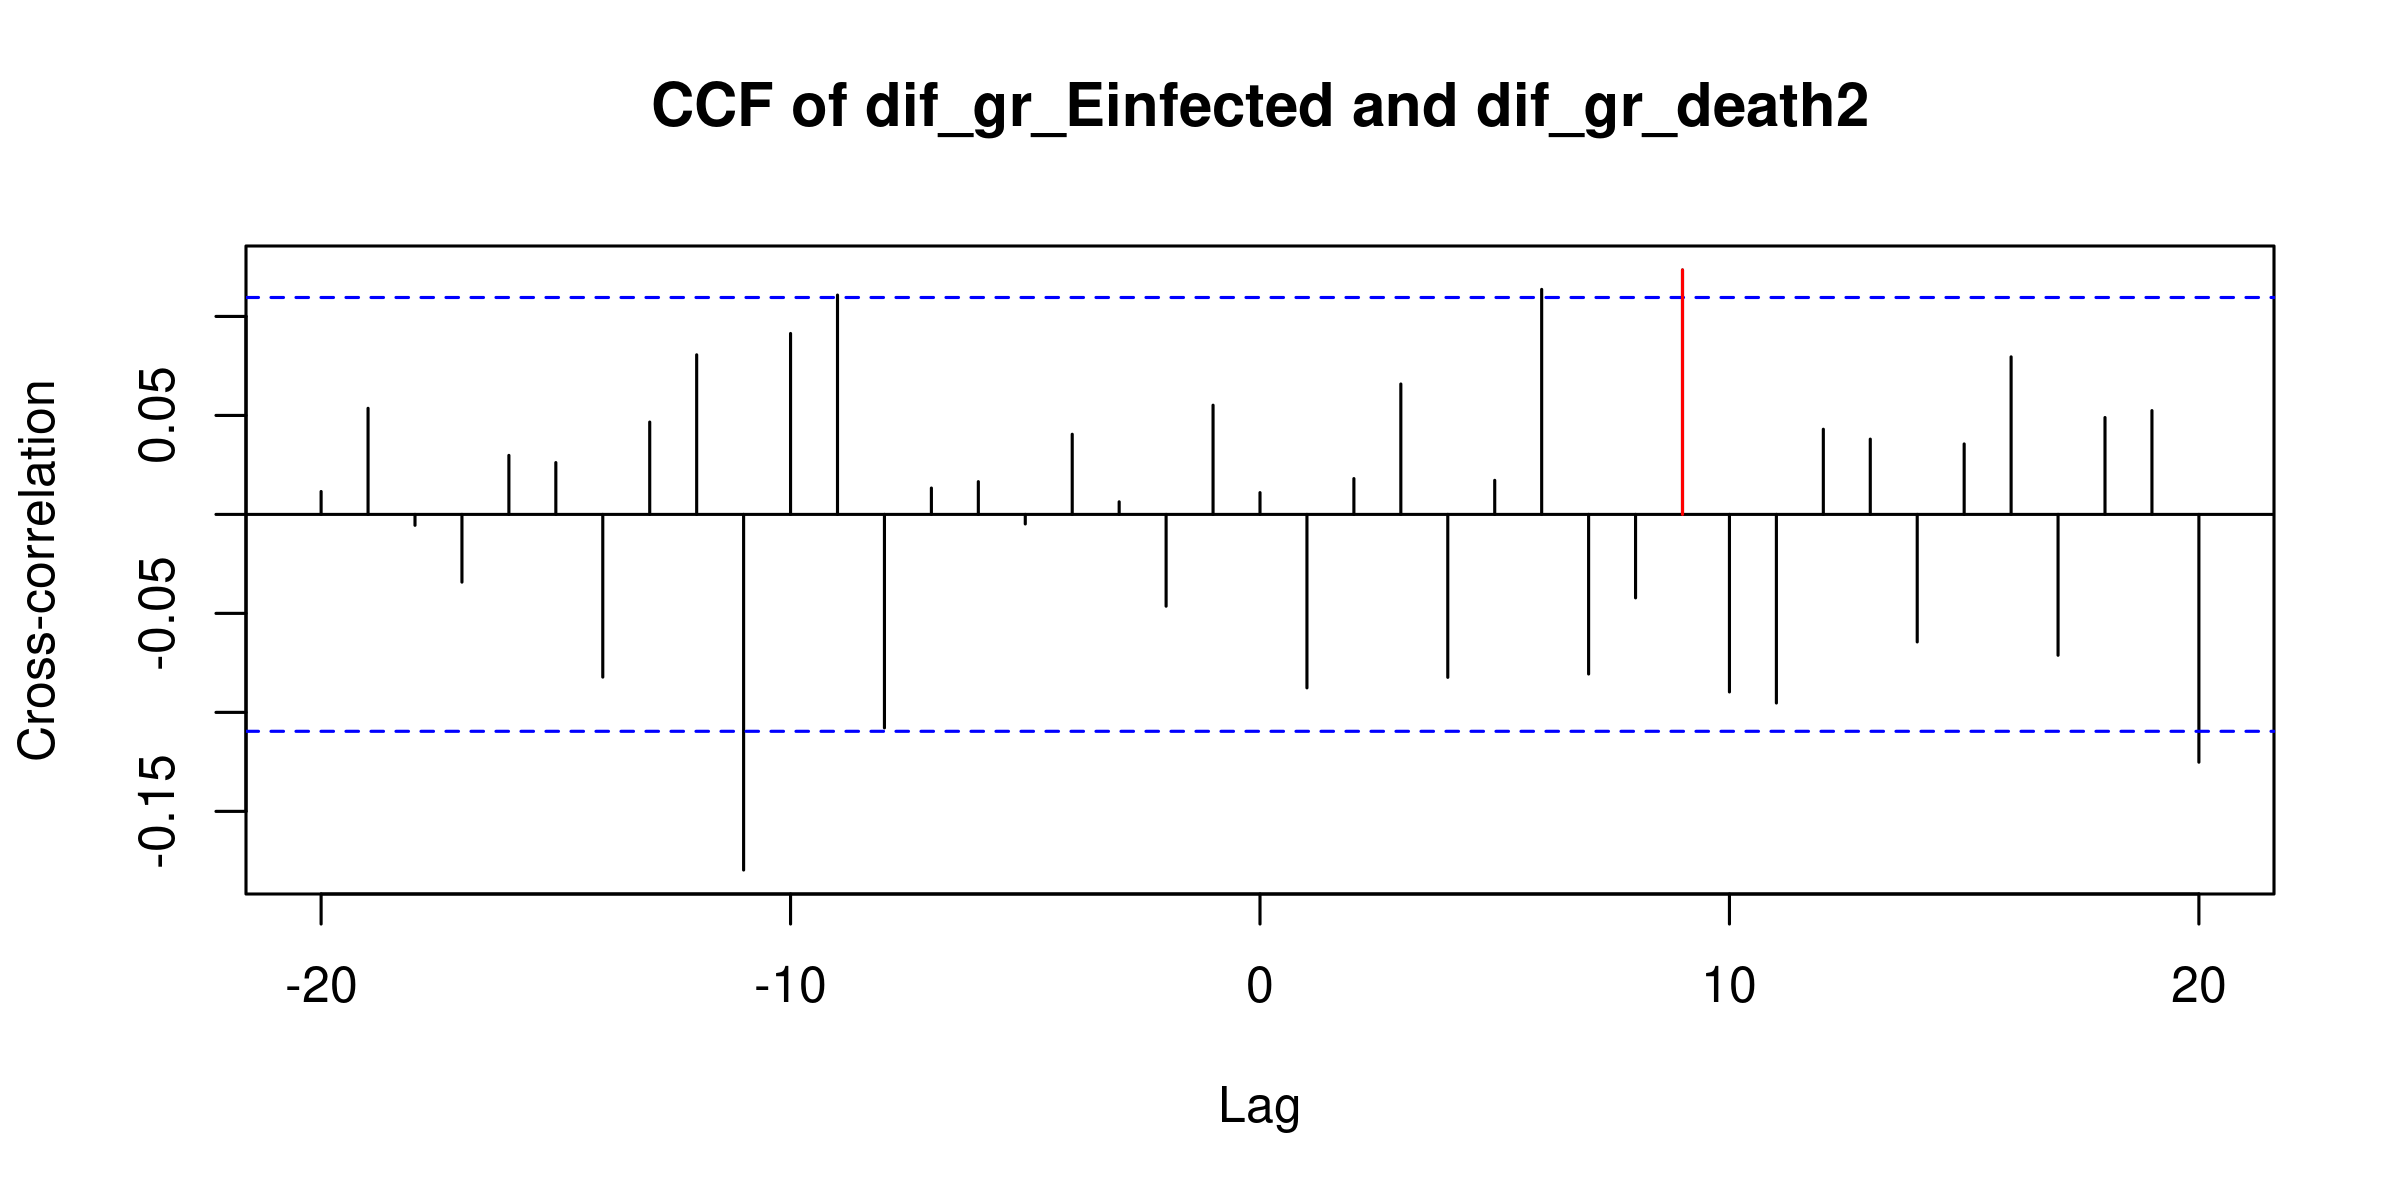 CCF of dif_gr_Einfected and dif_gr_death2
Cross-correlation
0.05
-0.05
-0.15
-20
-10
0
10
20
Lag